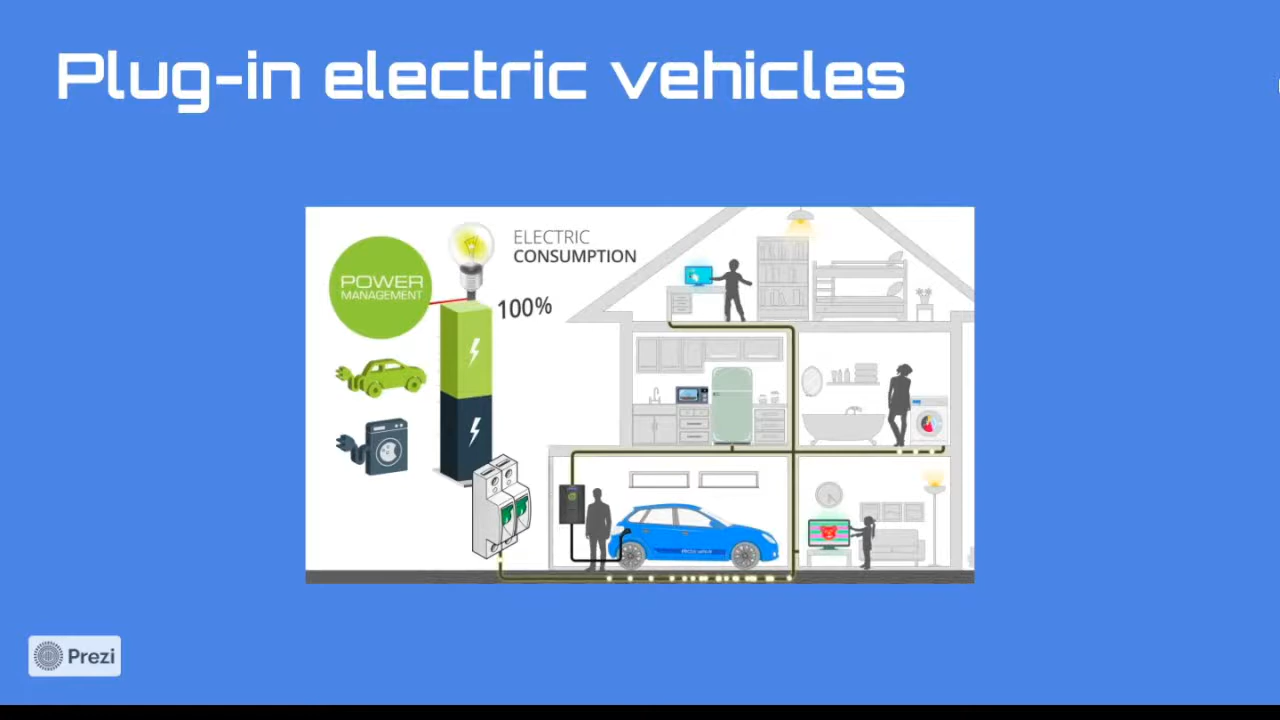 Plug-in electric vehicles
POWER
MANAGEMENT
ELECTRIC
CONSUMPTION
100%
Prezi